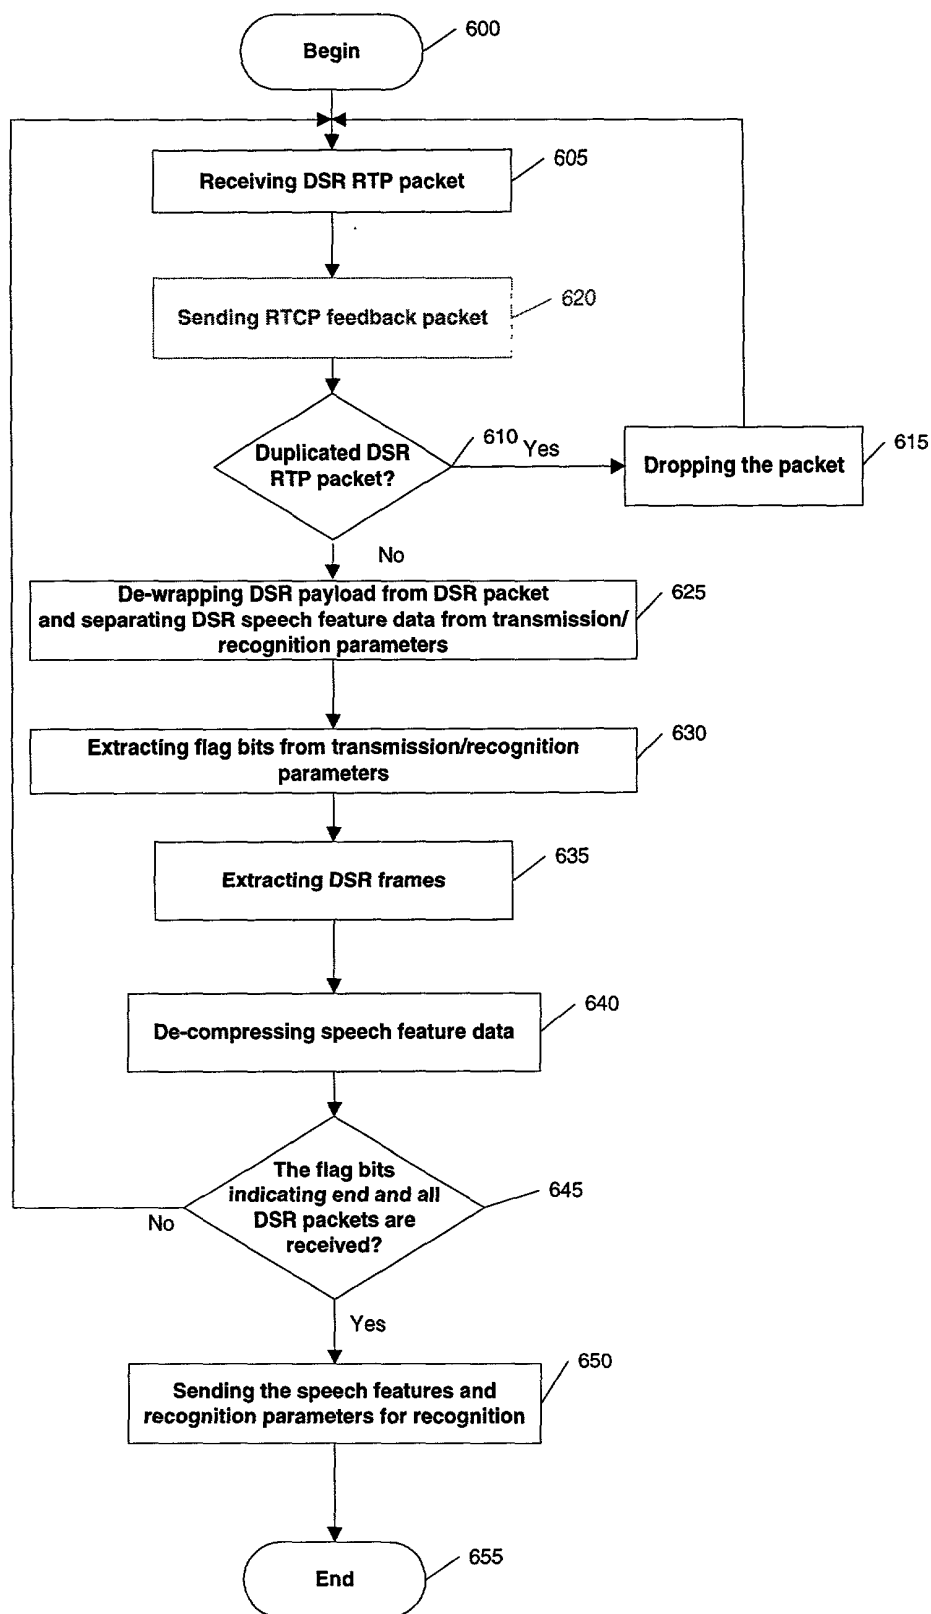 Begin
600
Receiving DSR RTP packet
605
Sending RTCP feedback packet
620
Duplicated DSR
RTP packet?
610
Yes
Dropping the packet
615
No
De-wrapping DSR payload from DSR packet
and separating DSR speech feature data from transmission/
recognition parameters
625
Extracting flag bits from transmission/recognition
parameters
630
Extracting DSR frames
635
De-compressing speech feature data
640
The flag bits
indicating end and all
DSR packets are
received?
645
No
Yes
Sending the speech features and
recognition parameters for recognition
650
End
655